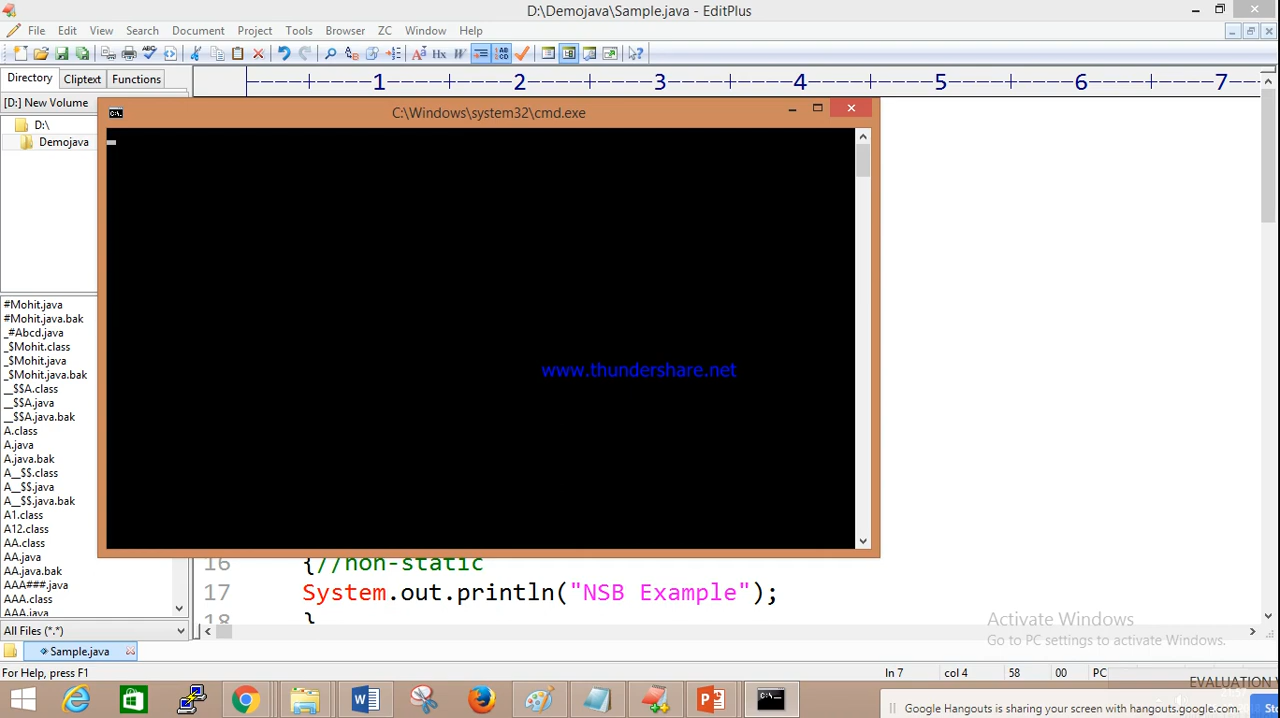 D:\Demojava\Sample.java - EditPlus
File Edit View Search Document Project Tools Browser ZC Window Help
Directory Cliptext Functions
1 2 3 4 5 6 7
[D:] New Volume
D:\
Demojava
C:\Windows\system32\cmd.exe
www.thundershare.net
#Mohit.java
#Mohit.java.bak
_#Abcd.java
_$Mohit.class
_$Mohit.java
_$Mohit.java.bak
__$$A.class
__$$A.java
__$$A.java.bak
A.class
A.java
A.java.bak
A__$$.class
A__$$.java
A__$$.java.bak
A1.class
A12.class
AA.class
AA.java
AA.java.bak
AAA###.java
AAA.class
AAA.java
16 {//non-static
17 System.out.println("NSB Example");
18 }
Activate Windows
Go to PC settings to activate Windows.
All Files (*.*)
Sample.java
For Help, press F1
ln 7 col 4 58 00 PC
EVALUATION
Google Hangouts is sharing your screen with hangouts.google.com.